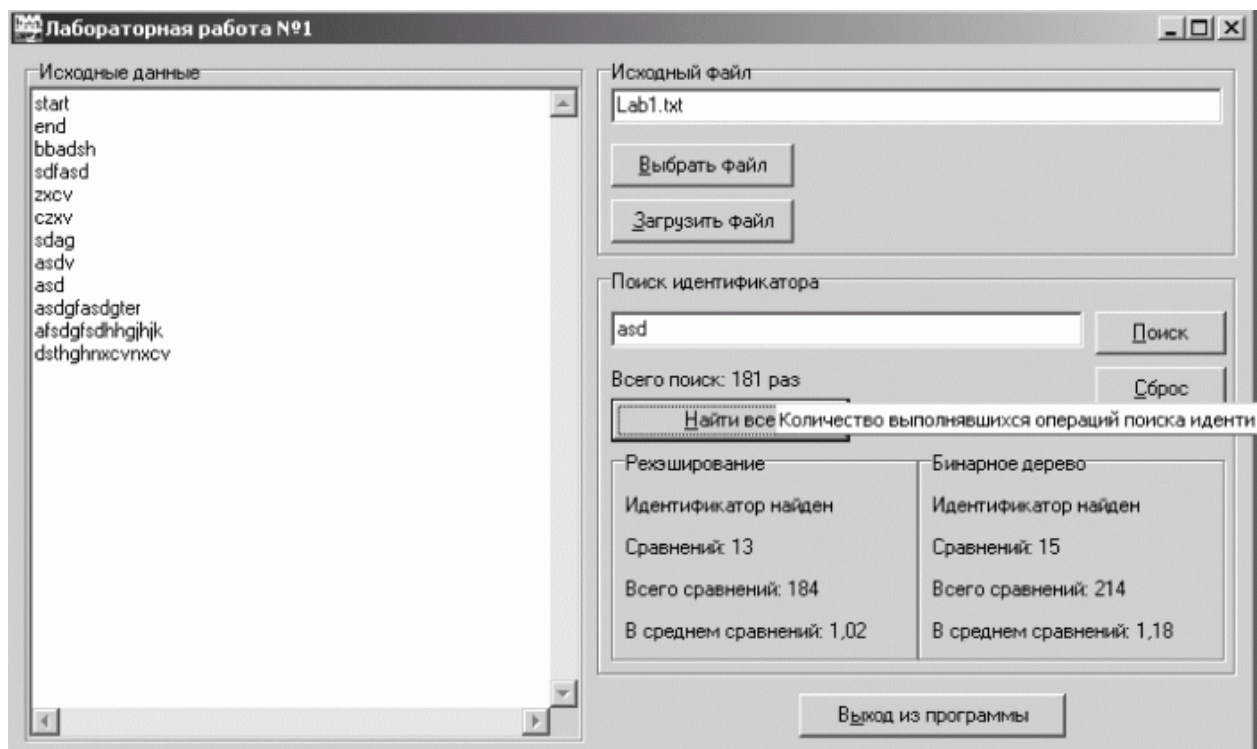 Лабораторная работа №1
Исходные данные
start
end
bbadsh
sdfasd
zxcv
czxv
sdag
asdv
asd
asdgfasdgter
afsdgfsdhhgjhjk
dsthghnxcvnxcv
Исходный файл
Lab1.txt
Выбрать файл
Загрузить файл
Поиск идентификатора
asd
Поиск
Всего поиск: 181 раз
Сброс
Найти все
Количество выполнявшихся операций поиска иденти
Рехэширование
Идентификатор найден
Сравнений: 13
Всего сравнений: 184
В среднем сравнений: 1,02
Бинарное дерево
Идентификатор найден
Сравнений: 15
Всего сравнений: 214
В среднем сравнений: 1,18
Выход из программы